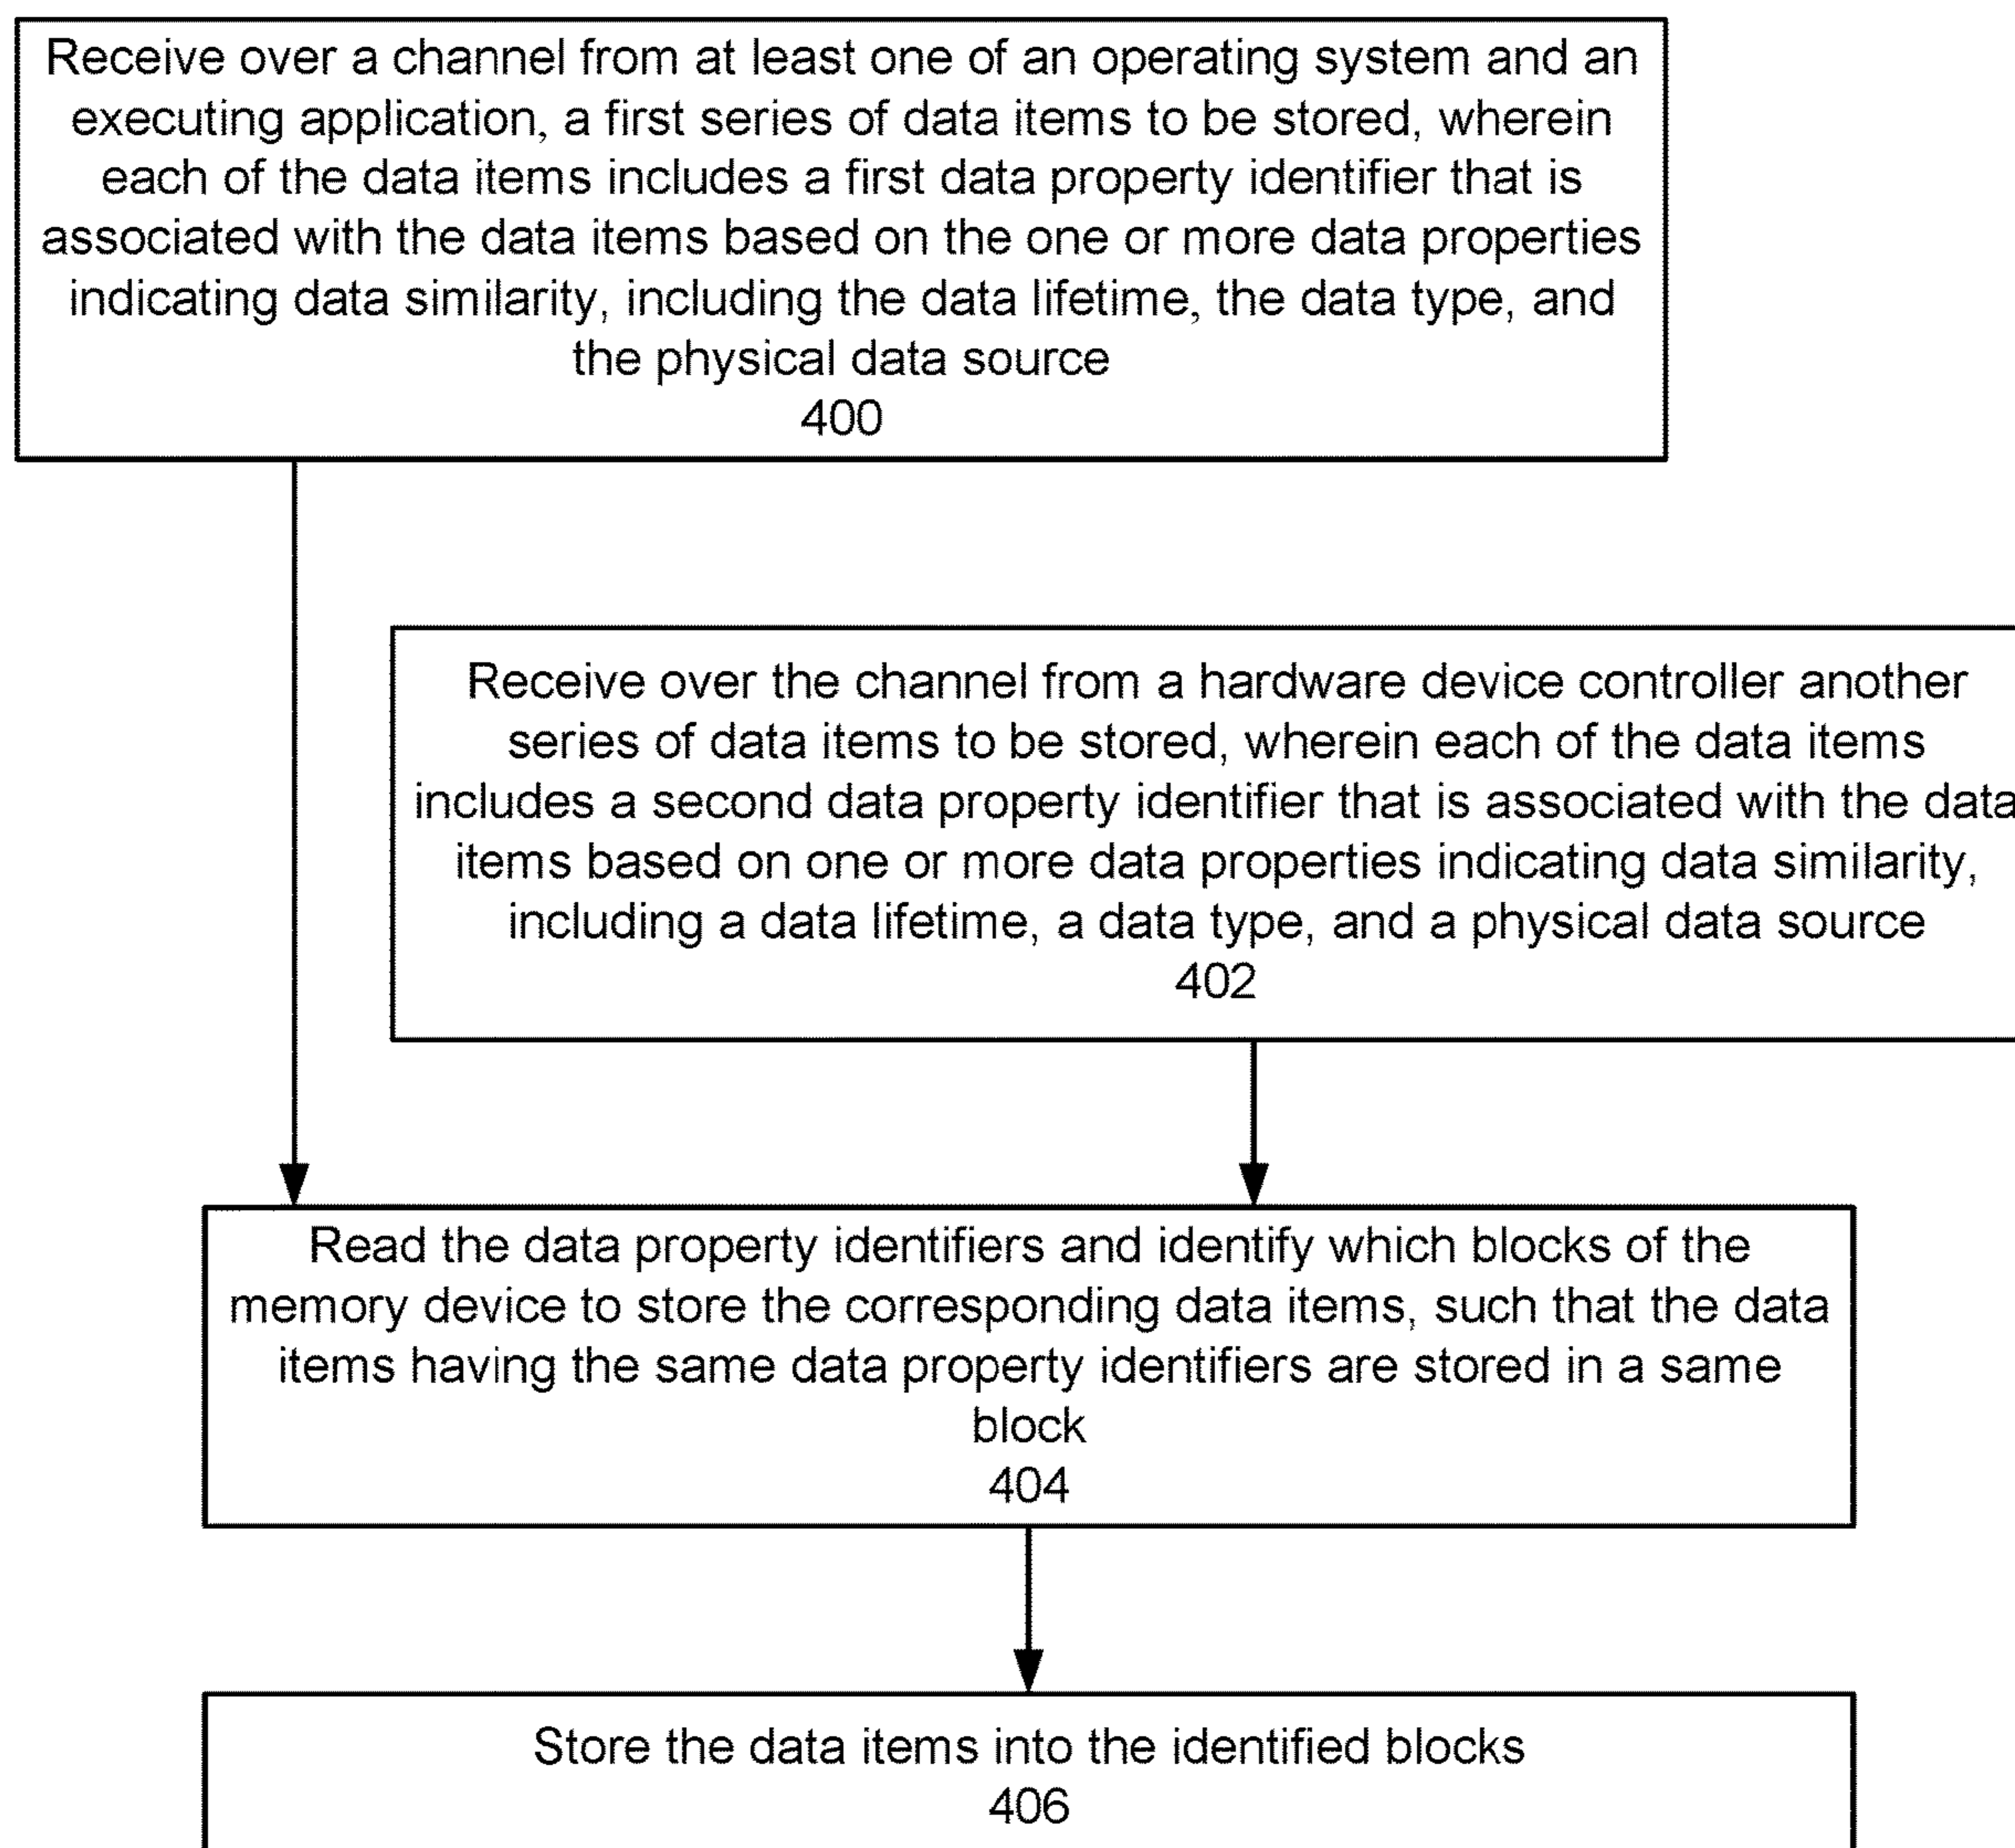 Receive over a channel from at least one of an operating system and an
executing application, a first series of data items to be stored, wherein
each of the data items includes a first data property identifier that is
associated with the data items based on the one or more data properties
indicating data similarity, including the data lifetime, the data type, and
the physical data source
400
Receive over the channel from a hardware device controller another
series of data items to be stored, wherein each of the data items
includes a second data property identifier that is associated with the data
items based on one or more data properties indicating data similarity,
including a data lifetime, a data type, and a physical data source
402
Read the data property identifiers and identify which blocks of the
memory device to store the corresponding data items, such that the data
items having the same data property identifiers are stored in a same
block
404
Store the data items into the identified blocks
406